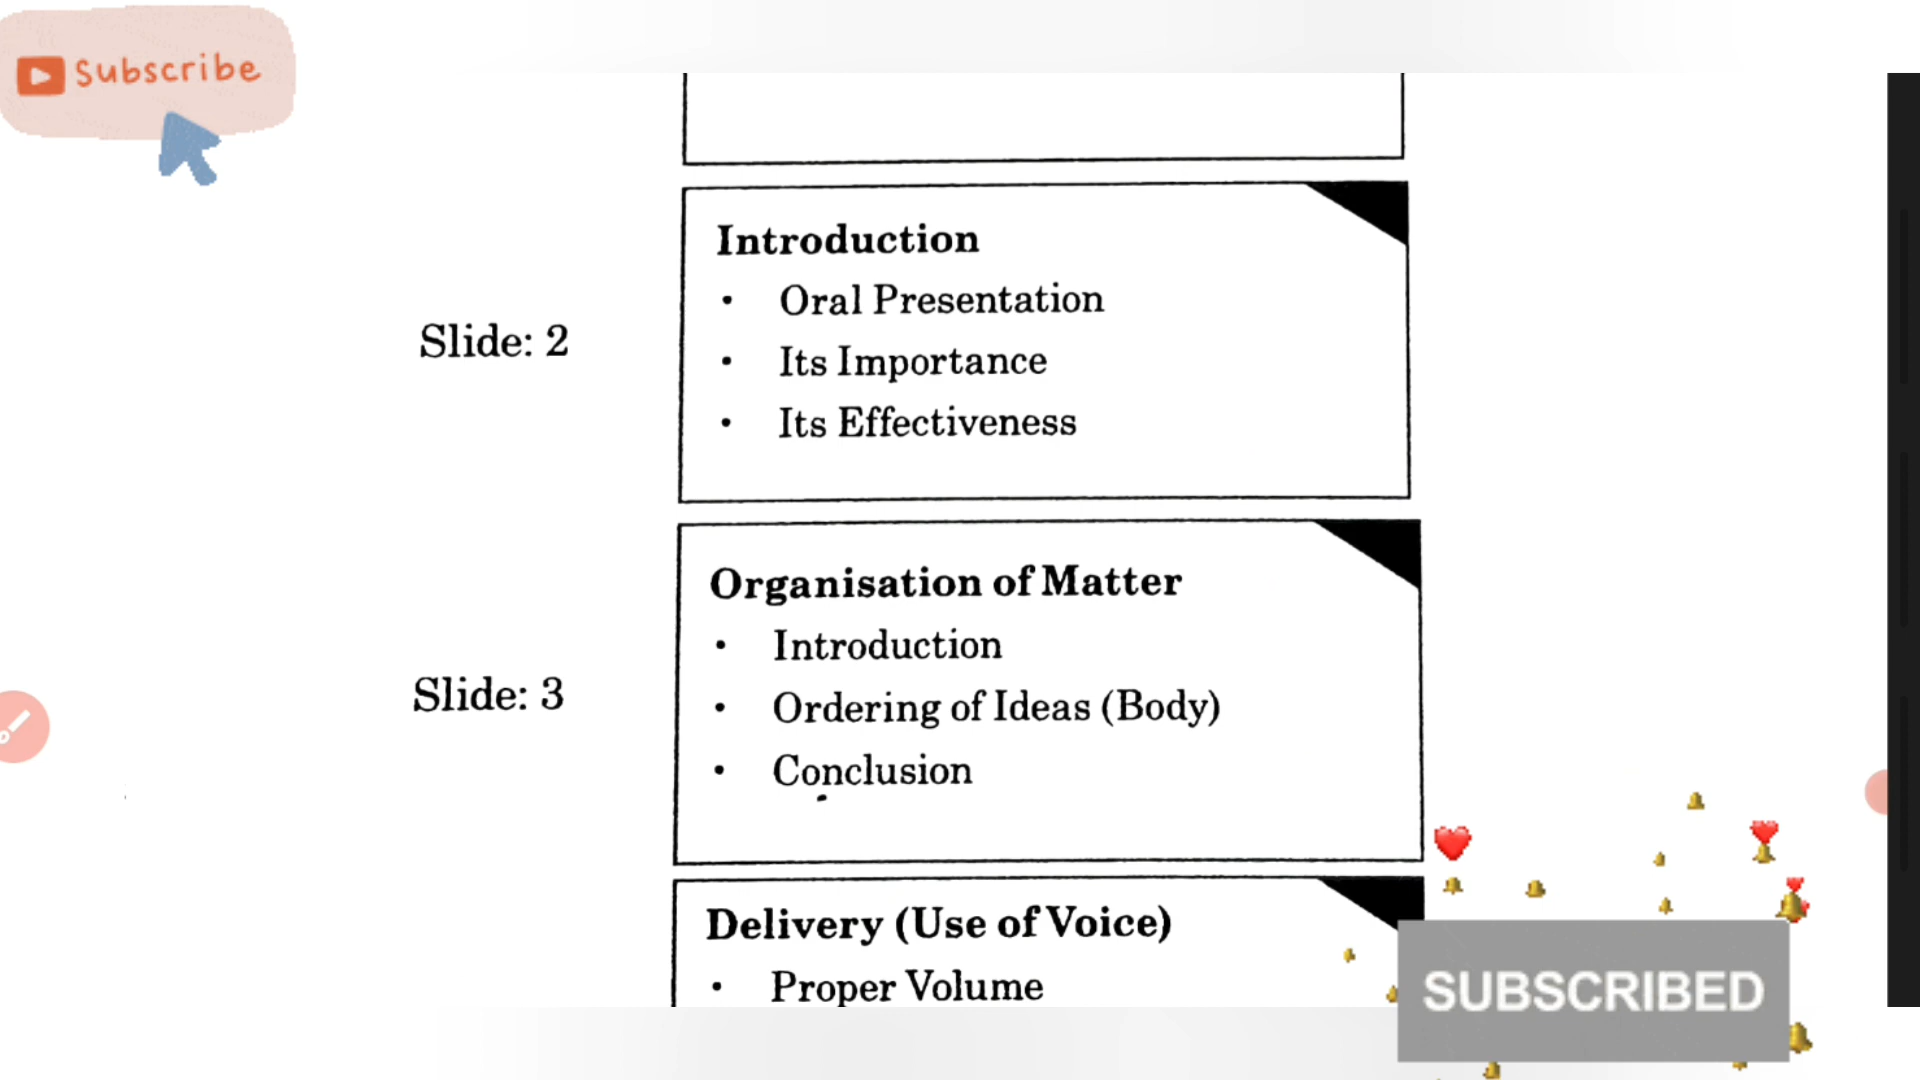 Subscribe
Introduction
• Oral Presentation
• Its Importance
• Its Effectiveness
Slide: 2
Organisation of Matter
• Introduction
• Ordering of Ideas (Body)
• Conclusion
Slide: 3
Delivery (Use of Voice)
• Proper Volume
SUBSCRIBED